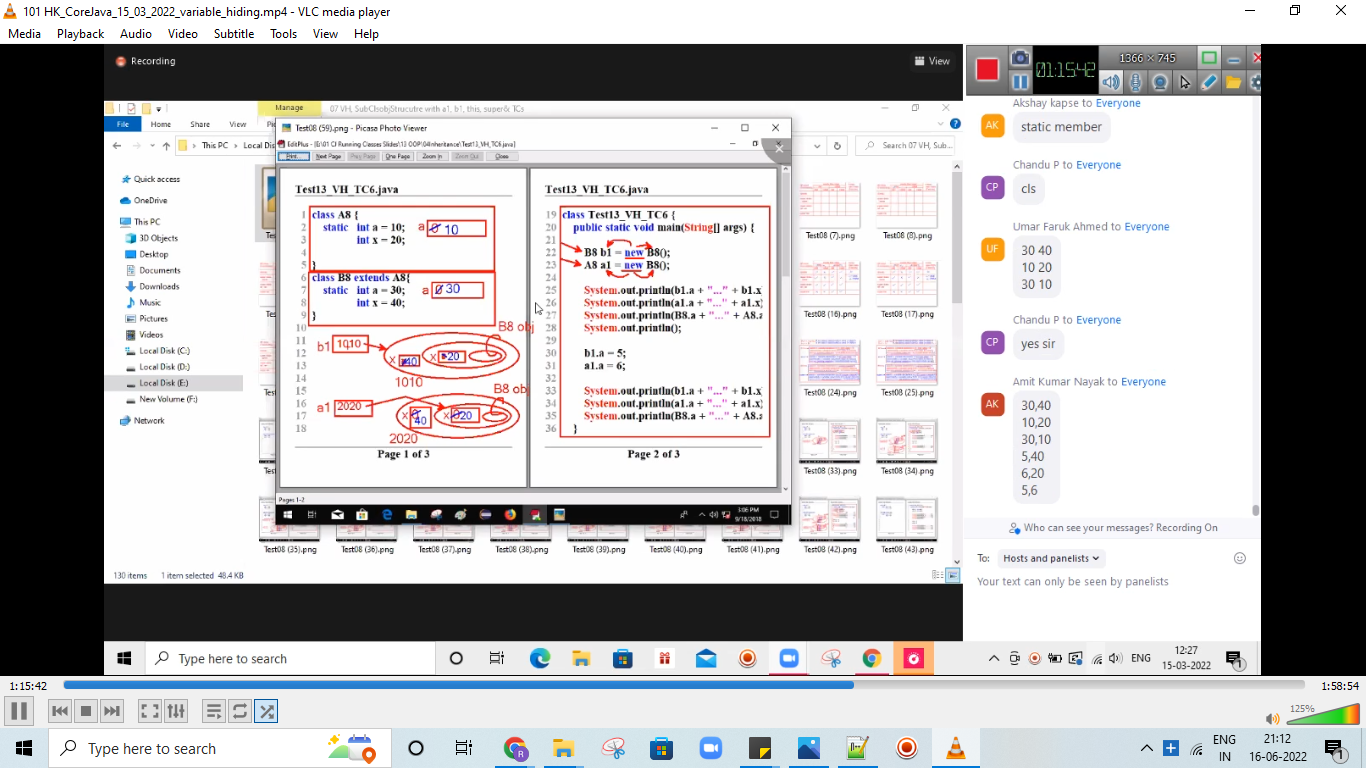 101 HK_CoreJava_15_03_2022_variable_hiding.mp4 - VLC media player
Media Playback Audio Video Subtitle Tools View Help
Recording
View
1366 × 745
01:15:42
Manage
07 VH, SubClsobjStrucutre with a1, b1, this, super& TCs
File Home Share View
This PC
Local Dis
Search 07 VH, Sub...
Quick access
OneDrive
This PC
3D Objects
Desktop
Documents
Downloads
Music
Pictures
Videos
Local Disk (C:)
Local Disk (D:)
Local Disk (E:)
New Volume (F:)
Network
Test08 (59).png - Picasa Photo Viewer
EditPlus - [E:\01 CF Running Classes Slides\13 OOP\04Inheritance\Test13_VH_TC6.java]
Print... Next Page Prev Page One Page Zoom In Zoom Out Close
Test13_VH_TC6.java
1 class A8 {
2 static int a = 10;
3 int x = 20;
4
5 }
6 class B8 extends A8{
7 static int a = 30;
8 int x = 40;
9 }
10
11
12
13
14
15
16
17
18
a 0 10
a 0 30
B8 obj
b1 1010
x 40 x 20
1010
B8 obj
a1 2020
x 40 x 20
2020
Page 1 of 3
Test13_VH_TC6.java
19 class Test13_VH_TC6 {
20 public static void main(String[] args) {
21
22 B8 b1 = new B8();
23 A8 a1 = new B8();
24
25 System.out.println(b1.a + "..." + b1.x
26 System.out.println(a1.a + "..." + a1.x
27 System.out.println(B8.a + "..." + A8.a
28 System.out.println();
29
30 b1.a = 5;
31 a1.a = 6;
32
33 System.out.println(b1.a + "..." + b1.x
34 System.out.println(a1.a + "..." + a1.x
35 System.out.println(B8.a + "..." + A8.a
36 }
Page 2 of 3
Pages 1-2
3:06 PM
9/18/2018
Test08 (7).png Test08 (8).png
Test08 (16).png Test08 (17).png
Test08 (24).png Test08 (25).png
Test08 (33).png Test08 (34).png
Test08 (35).png Test08 (36).png Test08 (37).png Test08 (38).png Test08 (39).png Test08 (40).png Test08 (41).png Test08 (42).png Test08 (43).png
130 items 1 item selected 48.4 KB
Akshay kapse to Everyone
AK
static member
Chandu P to Everyone
CP
cls
Umar Faruk Ahmed to Everyone
UF
30 40
10 20
30 10
Chandu P to Everyone
CP
yes sir
Amit Kumar Nayak to Everyone
AK
30,40
10,20
30,10
5,40
6,20
5,6
Who can see your messages? Recording On
To: Hosts and panelists
Your text can only be seen by panelists
Type here to search
ENG
12:27
15-03-2022
1
1:15:42
1:58:54
125%
Type here to search
R
ENG
IN
21:12
16-06-2022
1